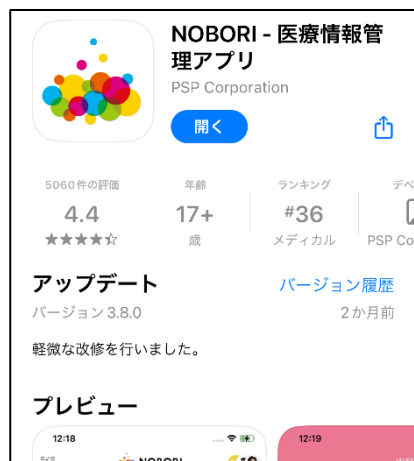 NOBORI - 医療情報管
理アプリ
PSP Corporation
開く
5060件の評価
年齢
ランキング
デベ
4.4
17+
#36
★★★★☆
歳
メディカル
PSP Co
アップデート
バージョン履歴
バージョン 3.8.0
2か月前
軽微な改修を行いました。
プレビュー
12:18
12:19
NOBORI